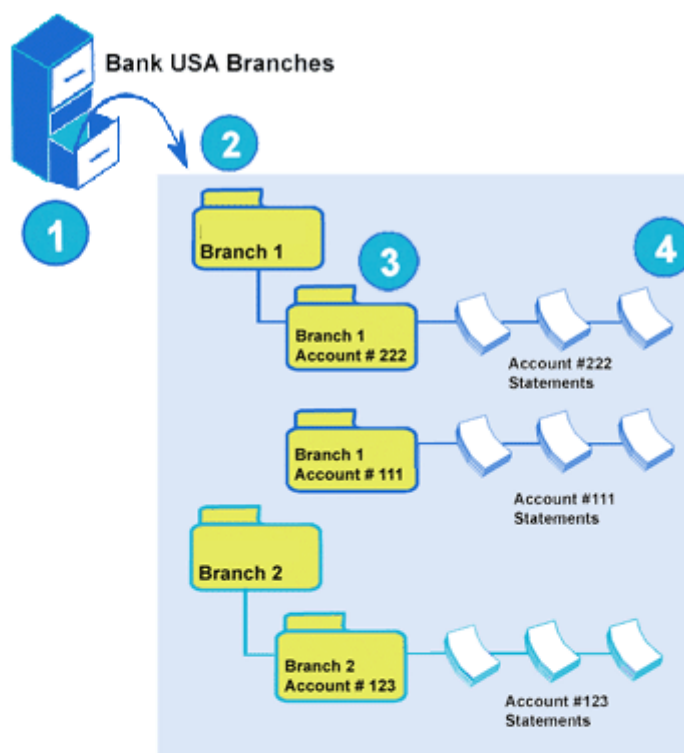 Bank USA Branches
1
2
Branch 1
3
4
Branch 1
Account # 222
Account #222
Statements
Branch 1
Account # 111
Account #111
Statements
Branch 2
Branch 2
Account # 123
Account #123
Statements